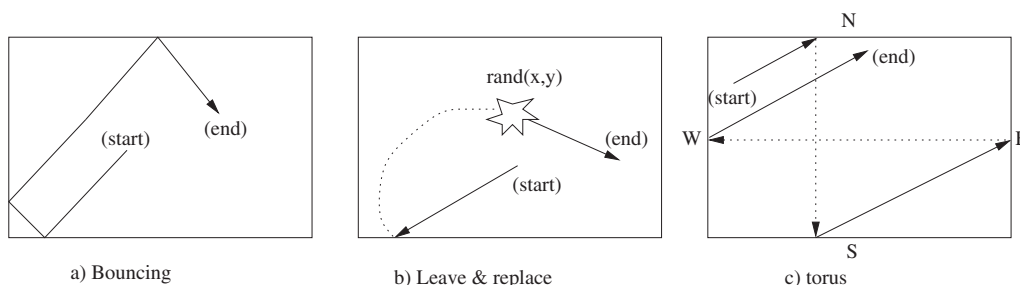 (start)
(end)
a) Bouncing
rand(x,y)
(end)
(start)
b) Leave & replace
N
(end)
(start)
W
S
c) torus